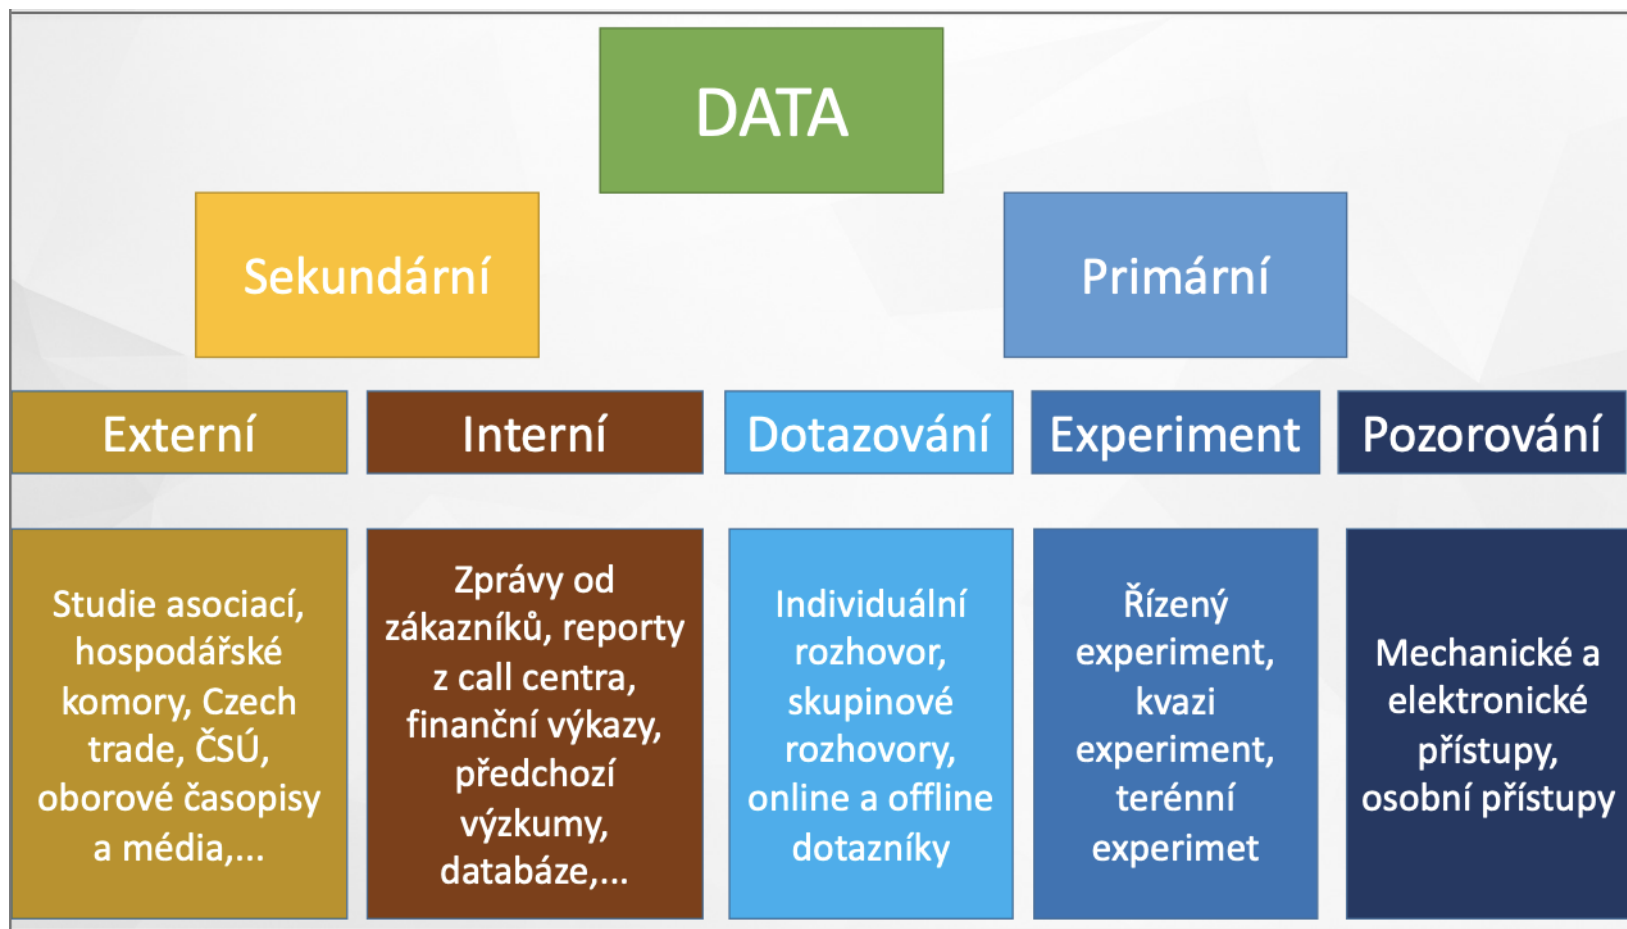 DATA
Sekundární
Primární
Externí
Interní
Dotazování
Experiment
Pozorování
Studie asociací,
hospodářské
komory, Czech
trade, ČSÚ,
oborové časopisy
a média,...
Zprávy od
zákazníků, reporty
z call centra,
finanční výkazy,
předchozí
výzkumy,
databáze,...
Individuální
rozhovor,
skupinové
rozhovory,
online a offline
dotazníky
Řízený
experiment,
kvazi
experiment,
terénní
experimet
Mechanické a
elektronické
přístupy,
osobní přístupy